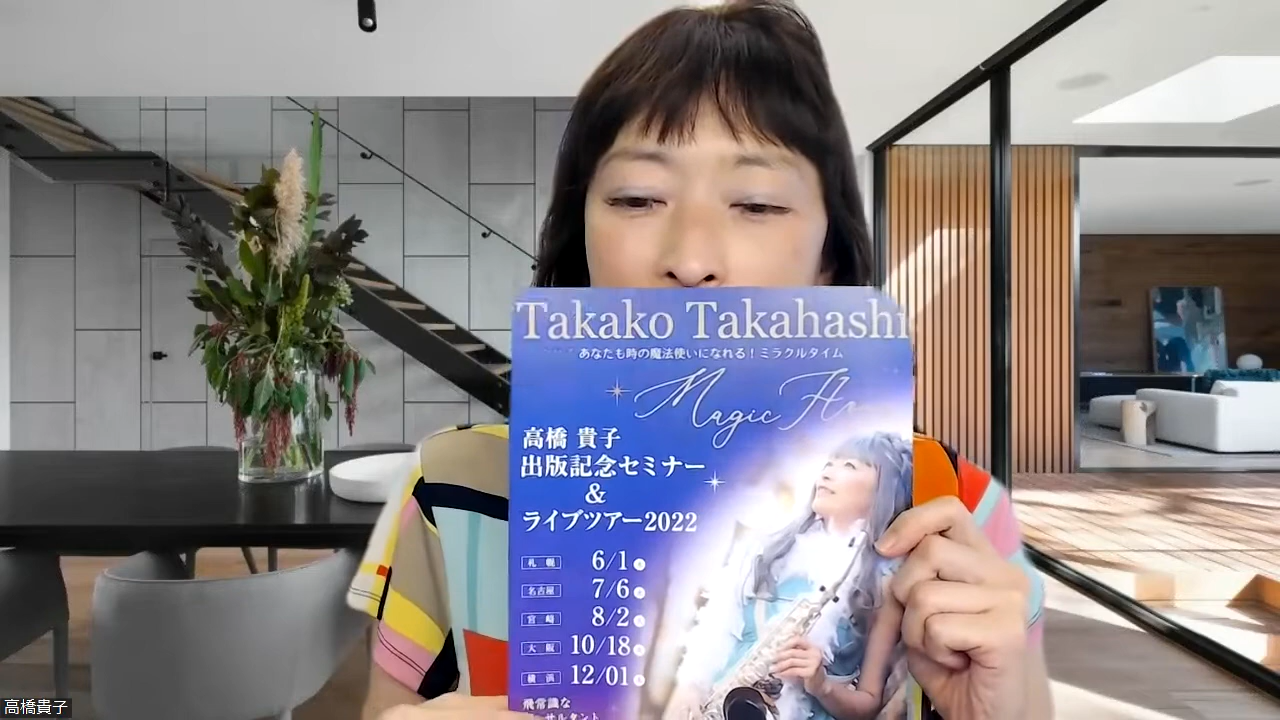 Takako Takahashi
あなたも時の魔法使いになれる！ミラクルタイム
Magic
高橋 貴子
出版記念セミナー
&
ライブツアー2022
札幌 6/1
名古屋 7/6
宮崎 8/2
大阪 10/18
横浜 12/01
飛常識な
高橋貴子